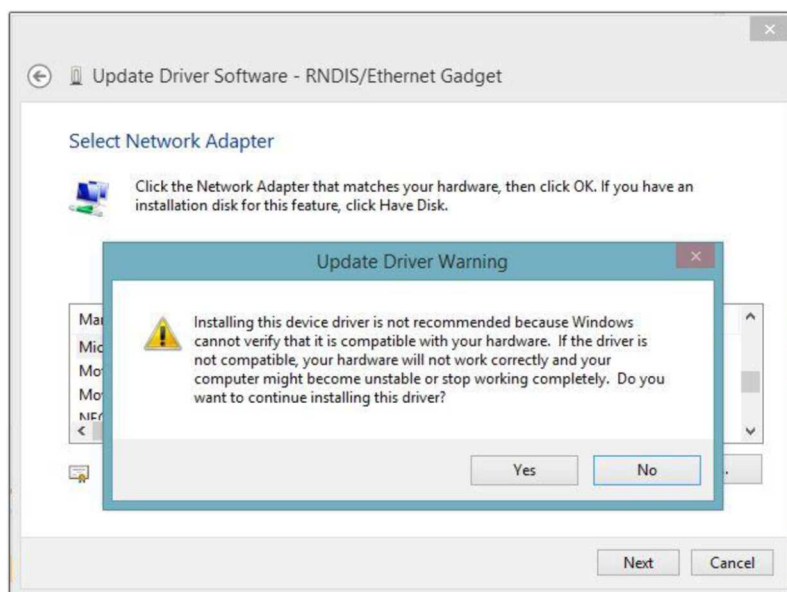 Update Driver Software - RNDIS/Ethernet Gadget
Select Network Adapter
Click the Network Adapter that matches your hardware, then click OK. If you have an
installation disk for this feature, click Have Disk.
Update Driver Warning
Installing this device driver is not recommended because Windows
cannot verify that it is compatible with your hardware.  If the driver is
not compatible, your hardware will not work correctly and your
computer might become unstable or stop working completely.  Do you
want to continue installing this driver?
Yes
No
Next
Cancel